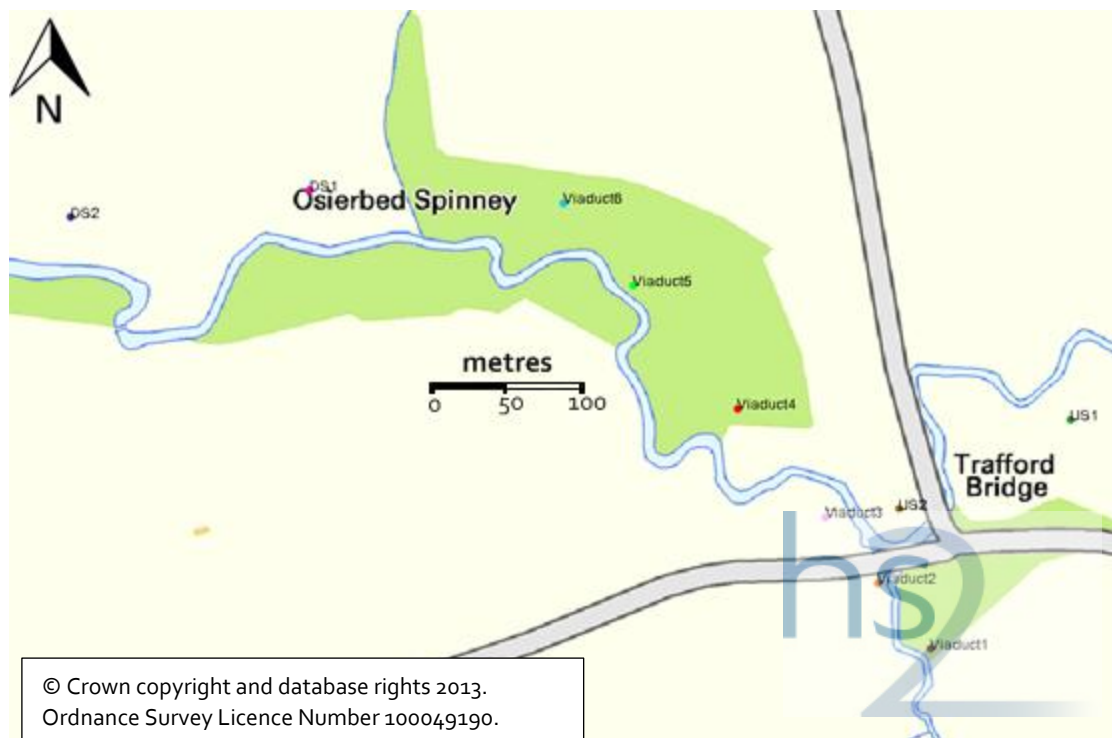 N
DS1
Osierbed Spinney
Viaduct6
DS2
Viaduct5
metres
0 50 100
Viaduct4
US1
Trafford
Bridge
US2
Viaduct3
hs2
Viaduct2
Viaduct1
© Crown copyright and database rights 2013.
Ordnance Survey Licence Number 100049190.